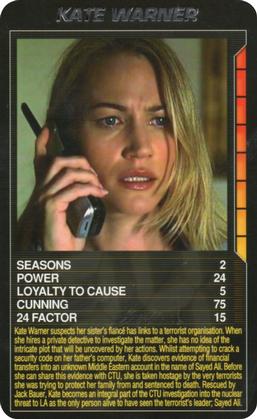 KATE WARNER
SEASONS 2
POWER 24
LOYALTY TO CAUSE 5
CUNNING 75
24 FACTOR 15
Kate Warner suspects her sister's fiancé has links to a terrorist organisation. When
she hires a private detective to investigate the matter, she has no idea of the
intricate plot that will be uncovered by her actions. Whilst attempting to crack a
security code on her father's computer, Kate discovers evidence of financial
transfers into an unknown Middle Eastern account in the name of Sayed Ali. Before
she can share this evidence with CTU, she is taken hostage by the very terrorists
she was trying to protect her family from and sentenced to death. Rescued by
Jack Bauer, Kate becomes an integral part of the CTU investigation into the nuclear
threat to LA as the only person alive to have seen the terrorist's leader; Sayed Ali.